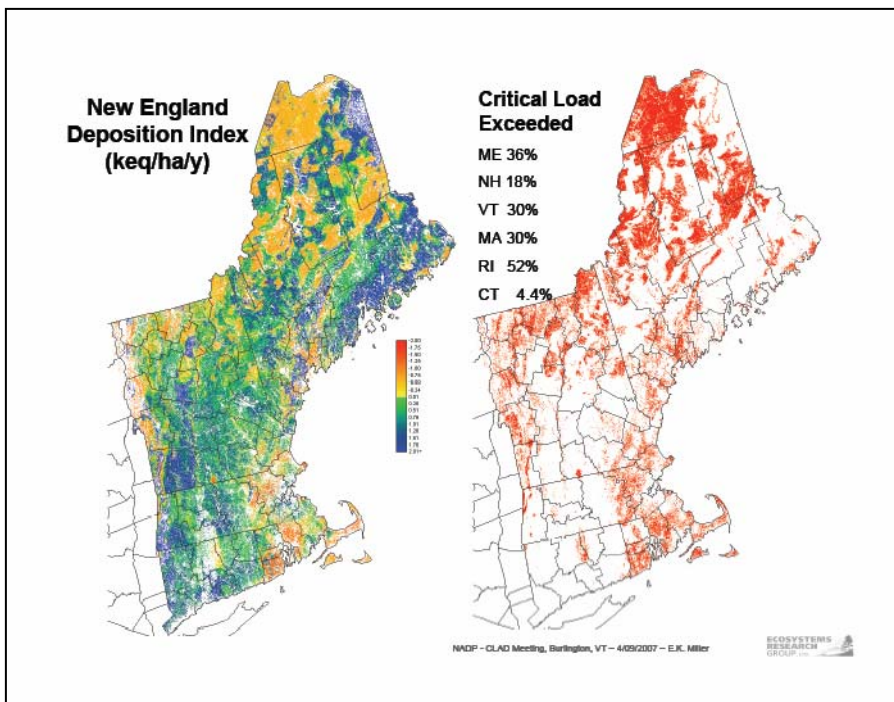 New England
Deposition Index
(keq/ha/y)
Critical Load
Exceeded
ME 36%
NH 18%
VT 30%
MA 30%
RI 52%
CT 4.4%
NADP - CLAD Meeting, Burlington, VT – 4/09/2007 – E.K. Miller
ECOSYSTEMS
RESEARCH
GROUP